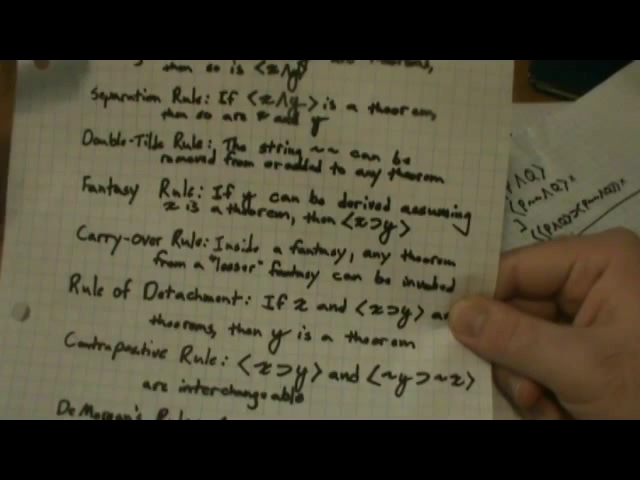 then so is <x∧y>
Separation Rule: If <x∧y> is a theorem,
then so are x and y
Double-Tilde Rule: The string ~~ can be
removed from or added to any theorem
Fantasy Rule: If y can be derived assuming
x is a theorem, then <x⊃y>
Carry-over Rule: Inside a fantasy, any theorem
from a "lesser" fantasy can be invoked
Rule of Detachment: If x and <x⊃y> are
theorems, then y is a theorem
Contrapositive Rule: <x⊃y> and <~y⊃~x>
are interchangeable
De Morgan's